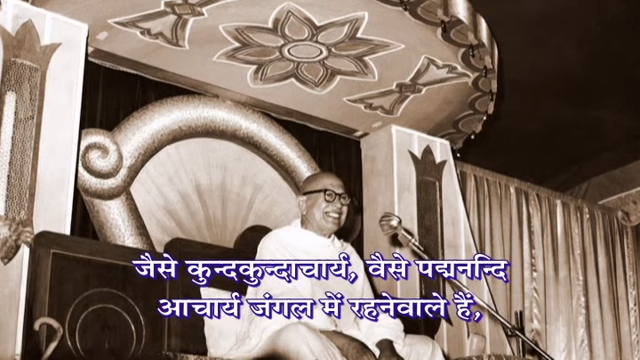 जैसे कुन्दकुन्दाचार्य, वैसे पद्मनन्दि
आचार्य जंगल में रहनेवाले हैं,